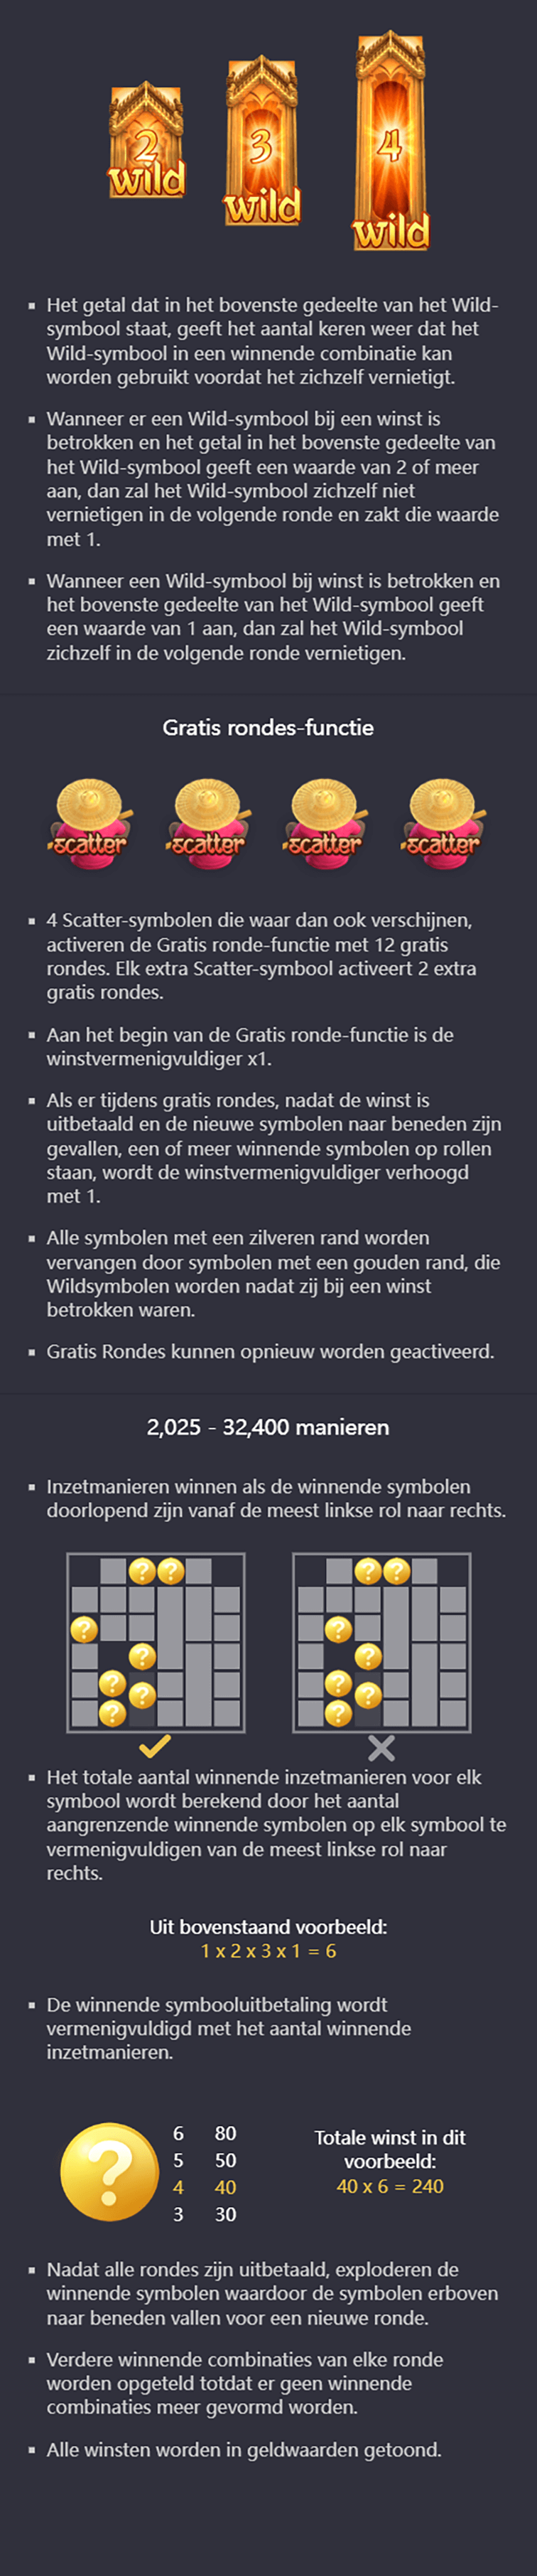 2
wild
3
wild
4
wild
▪ Het getal dat in het bovenste gedeelte van het Wild-
symbool staat, geeft het aantal keren weer dat het
Wild-symbool in een winnende combinatie kan
worden gebruikt voordat het zichzelf vernietigt.
▪ Wanneer er een Wild-symbool bij een winst is
betrokken en het getal in het bovenste gedeelte van
het Wild-symbool geeft een waarde van 2 of meer
aan, dan zal het Wild-symbool zichzelf niet
vernietigen in de volgende ronde en zakt die waarde
met 1.
▪ Wanneer een Wild-symbool bij winst is betrokken en
het bovenste gedeelte van het Wild-symbool geeft
een waarde van 1 aan, dan zal het Wild-symbool
zichzelf in de volgende ronde vernietigen.
Gratis rondes-functie
scatter scatter scatter scatter
▪ 4 Scatter-symbolen die waar dan ook verschijnen,
activeren de Gratis ronde-functie met 12 gratis
rondes. Elk extra Scatter-symbool activeert 2 extra
gratis rondes.
▪ Aan het begin van de Gratis ronde-functie is de
winstvermenigvuldiger x1.
▪ Als er tijdens gratis rondes, nadat de winst is
uitbetaald en de nieuwe symbolen naar beneden zijn
gevallen, een of meer winnende symbolen op rollen
staan, wordt de winstvermenigvuldiger verhoogd
met 1.
▪ Alle symbolen met een zilveren rand worden
vervangen door symbolen met een gouden rand, die
Wildsymbolen worden nadat zij bij een winst
betrokken waren.
▪ Gratis Rondes kunnen opnieuw worden geactiveerd.
2,025 - 32,400 manieren
▪ Inzetmanieren winnen als de winnende symbolen
doorlopend zijn vanaf de meest linkse rol naar rechts.
? ? ? ?
? ?
? ?
? ?
? ? ? ?
▪ Het totale aantal winnende inzetmanieren voor elk
symbool wordt berekend door het aantal
aangrenzende winnende symbolen op elk symbool te
vermenigvuldigen van de meest linkse rol naar
rechts.
Uit bovenstaand voorbeeld:
1 x 2 x 3 x 1 = 6
▪ De winnende symbooluitbetaling wordt
vermenigvuldigd met het aantal winnende
inzetmanieren.
?
6 80
5 50
4 40
3 30
Totale winst in dit
voorbeeld:
40 x 6 = 240
▪ Nadat alle rondes zijn uitbetaald, exploderen de
winnende symbolen waardoor de symbolen erboven
naar beneden vallen voor een nieuwe ronde.
▪ Verdere winnende combinaties van elke ronde
worden opgeteld totdat er geen winnende
combinaties meer gevormd worden.
▪ Alle winsten worden in geldwaarden getoond.